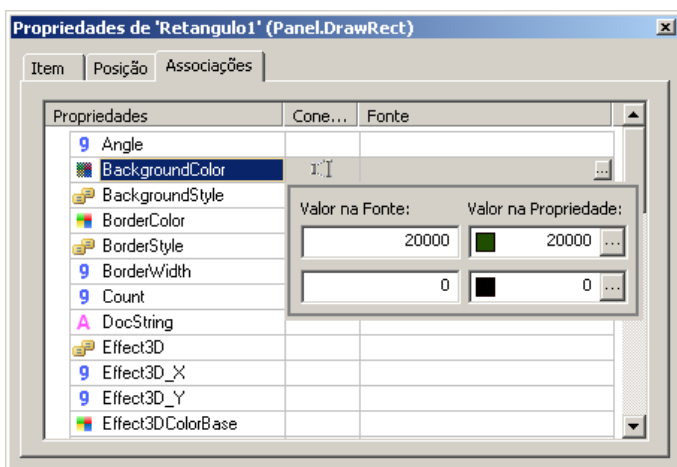 Propriedades de 'Retangulo1' (Panel.DrawRect)
Item Posição Associações
Propriedades Cone... Fonte
Angle
BackgroundColor ...
BackgroundStyle
Valor na Fonte: Valor na Propriedade:
BorderColor
20000 20000 ...
BorderStyle
BorderWidth
0 0 ...
Count
DocString
Effect3D
Effect3D_X
Effect3D_Y
Effect3DColorBase